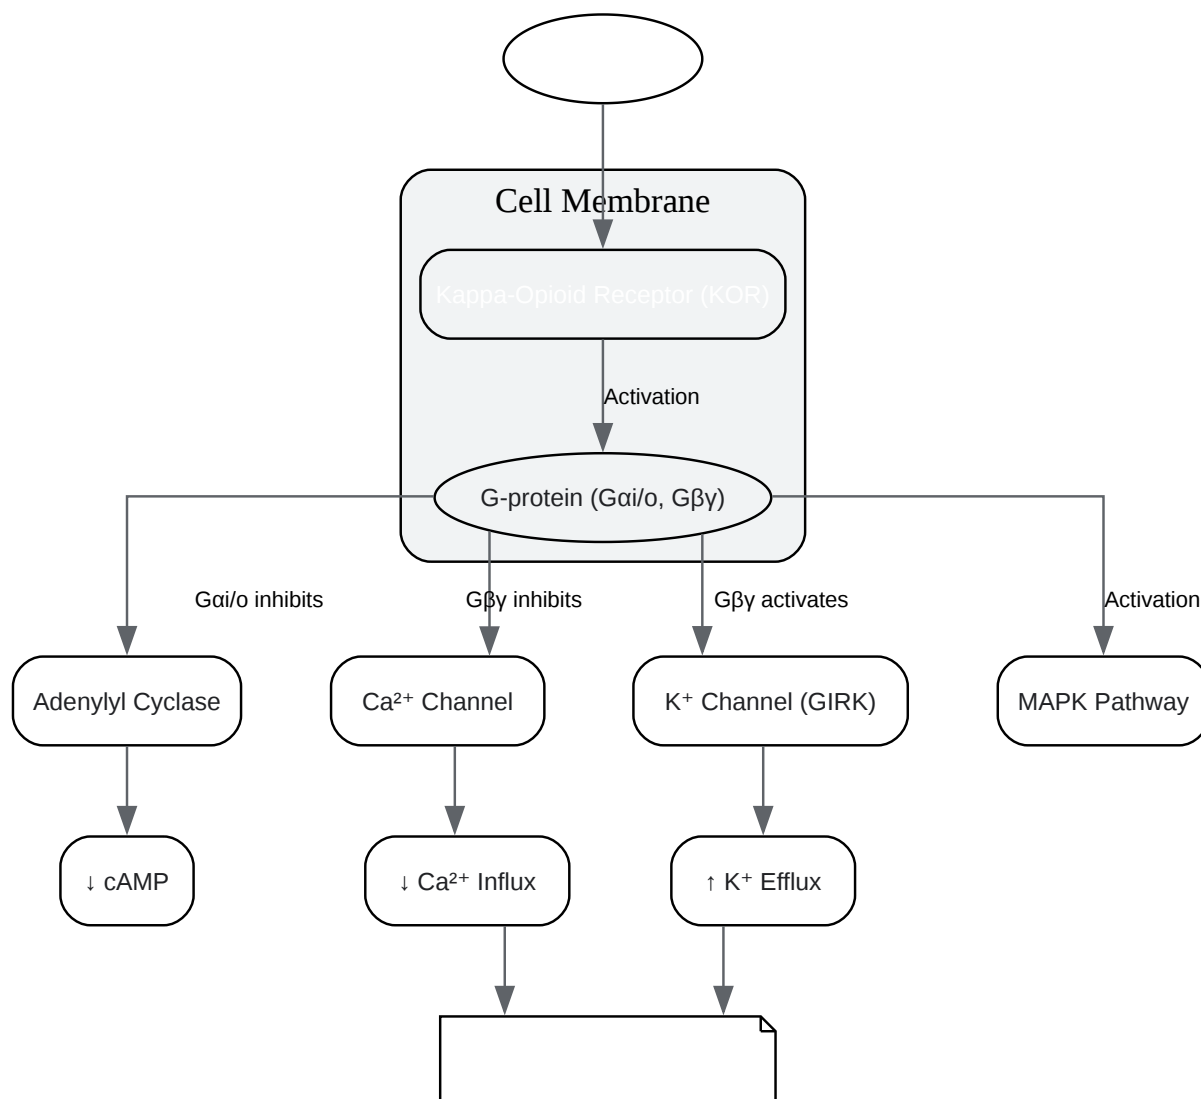 Cell Membrane
Kappa-Opioid Receptor (KOR)
Activation
G-protein (Gαi/o, Gβγ)
Gαi/o inhibits
Gβγ inhibits
Gβγ activates
Activation
Adenylyl Cyclase
Ca²⁺ Channel
K⁺ Channel (GIRK)
MAPK Pathway
↓ cAMP
↓ Ca²⁺ Influx
↑ K⁺ Efflux